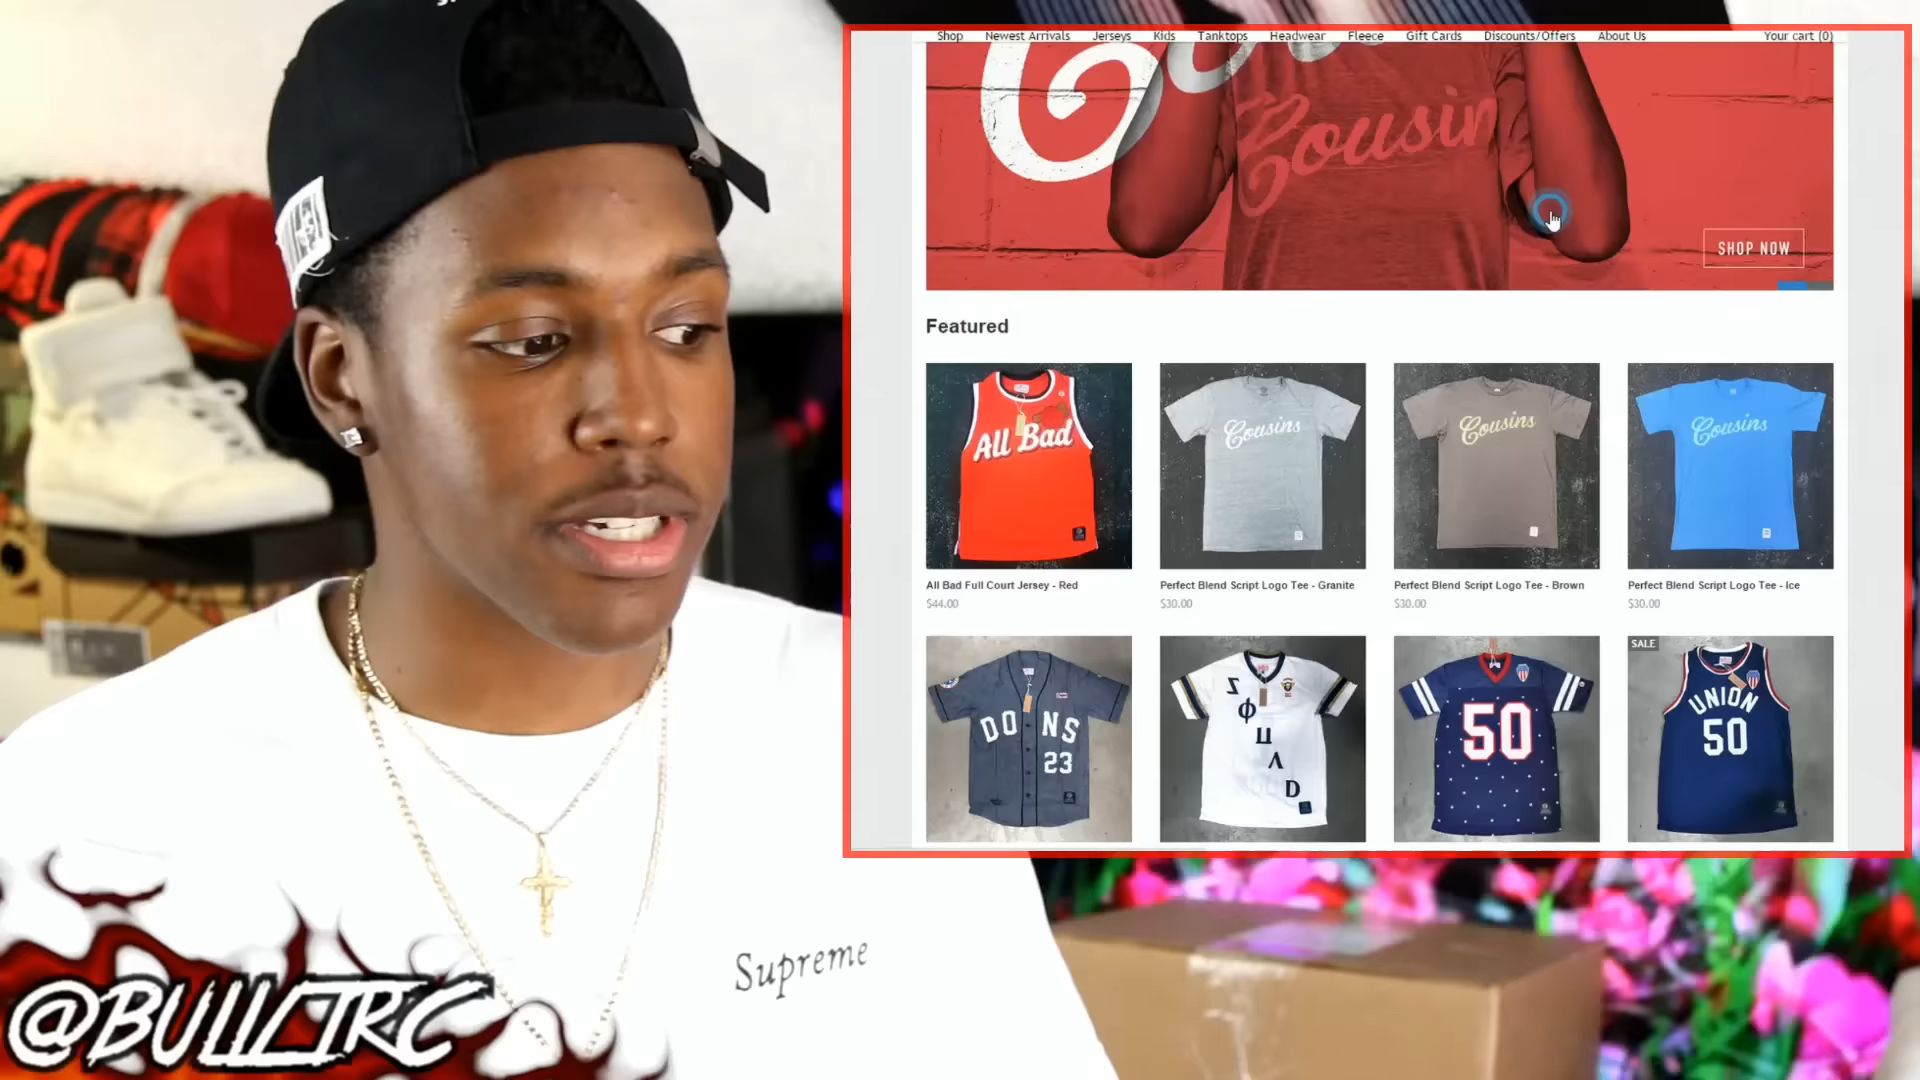 Shop Newest Arrivals Jerseys Kids Tanktops Headwear Fleece Gift Cards Discounts/Offers About Us Your cart (0)
Cousin
SHOP NOW
Featured
All Bad
Cousins
Cousins
Cousins
All Bad Full Court Jersey - Red
Perfect Blend Script Logo Tee - Granite
Perfect Blend Script Logo Tee - Brown
Perfect Blend Script Logo Tee - Ice
$44.00
$30.00
$30.00
$30.00
SALE
DONS
23
Σ
Φ
Ш
Λ
D
50
UNION
50
Supreme
@BULL1TRC